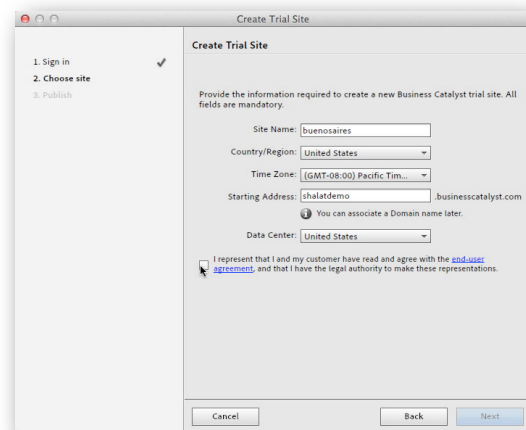 Create Trial Site
1. Sign in
2. Choose site
3. Publish
Create Trial Site
Provide the information required to create a new Business Catalyst trial site. All
fields are mandatory.
Site Name: buenosaires
Country/Region: United States
Time Zone: (GMT-08:00) Pacific Tim...
Starting Address: shalatdemo .businesscatalyst.com
You can associate a Domain name later.
Data Center: United States
I represent that I and my customer have read and agree with the end-user
agreement, and that I have the legal authority to make these representations.
Cancel Back Next